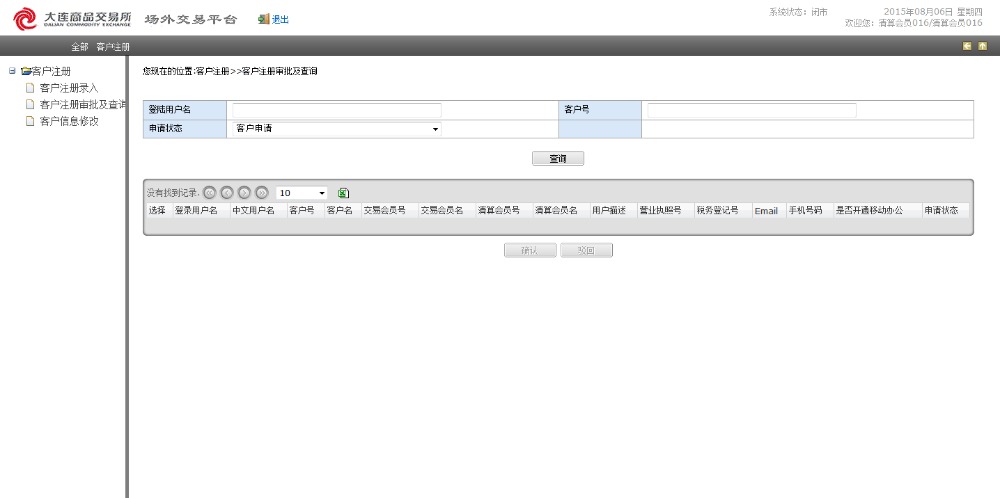 大连商品交易所 场外交易平台 退出 系统状态：闭市 2015年08月06日 星期四
DALIAN COMMODITY EXCHANGE
欢迎您：清算会员016/清算会员016
全部 客户注册
客户注册
客户注册录入
客户注册审批及查询
客户信息修改
您现在的位置:客户注册>>客户注册审批及查询
登陆用户名 客户号
申请状态 客户申请
查询
没有找到记录. 10
选择 登录用户名 中文用户名 客户号 客户名 交易会员号 交易会员名 清算会员号 清算会员名 用户描述 营业执照号 税务登记号 Email 手机号码 是否开通移动办公 申请状态
确认 驳回